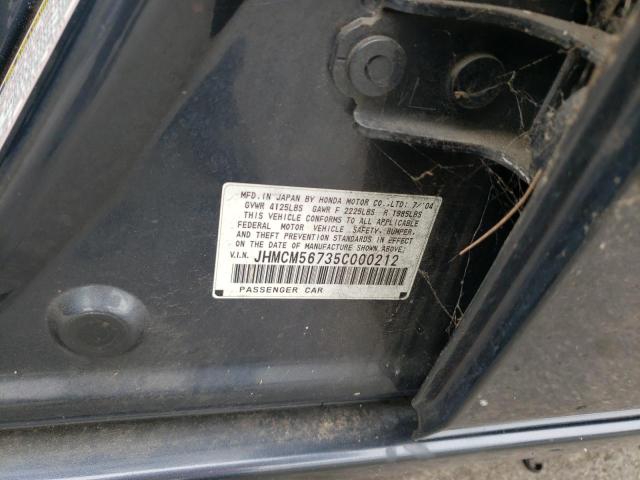 MFD. IN JAPAN BY HONDA MOTOR CO., LTD: 7/04
GVWR 4125LBS GAWR F 2225LBS R 1985LBS
THIS VEHICLE CONFORMS TO ALL APPLICABLE
FEDERAL MOTOR VEHICLE SAFETY, BUMPER,
AND THEFT PREVENTION STANDARDS IN EFFECT
ON THE DATE OF MANUFACTURE SHOWN ABOVE.
V.I.N. JHMCM56735C000212
PASSENGER CAR